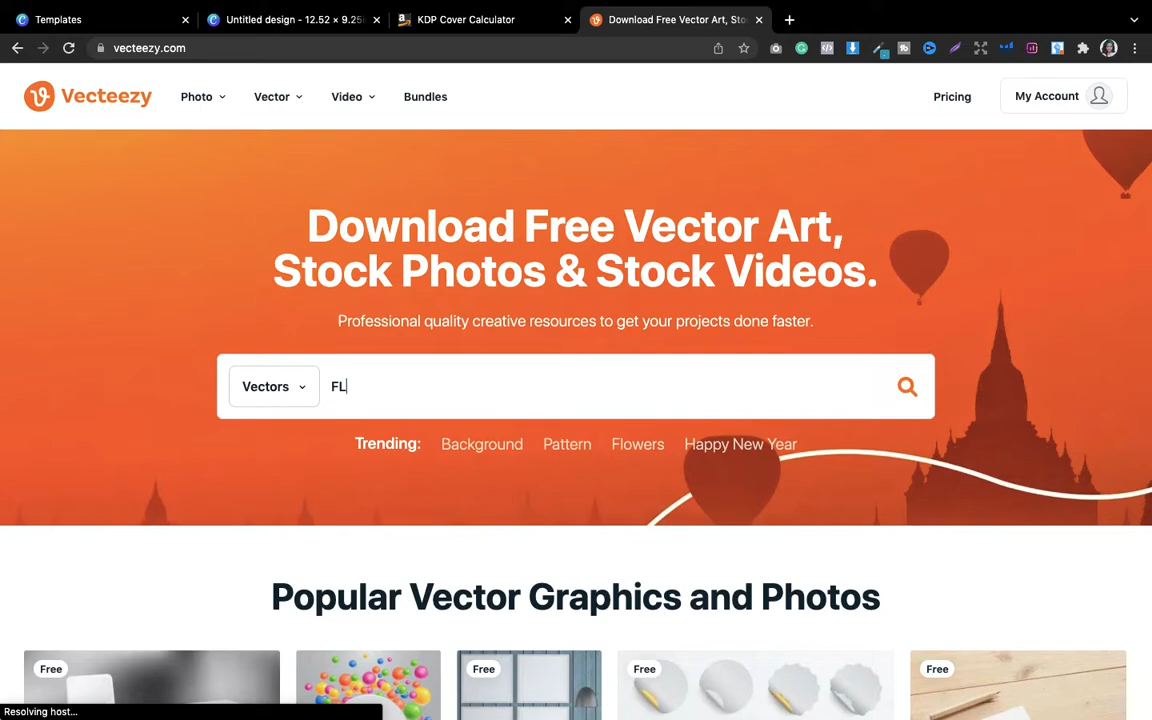 Templates
Untitled design - 12.52 × 9.25
KDP Cover Calculator
Download Free Vector Art, Sto
vecteezy.com
Vecteezy
Photo
Vector
Video
Bundles
Pricing
My Account
Download Free Vector Art,
Stock Photos & Stock Videos.
Professional quality creative resources to get your projects done faster.
Vectors
FL
Trending:
Background
Pattern
Flowers
Happy New Year
Popular Vector Graphics and Photos
Free
Free
Free
Free
Resolving host...